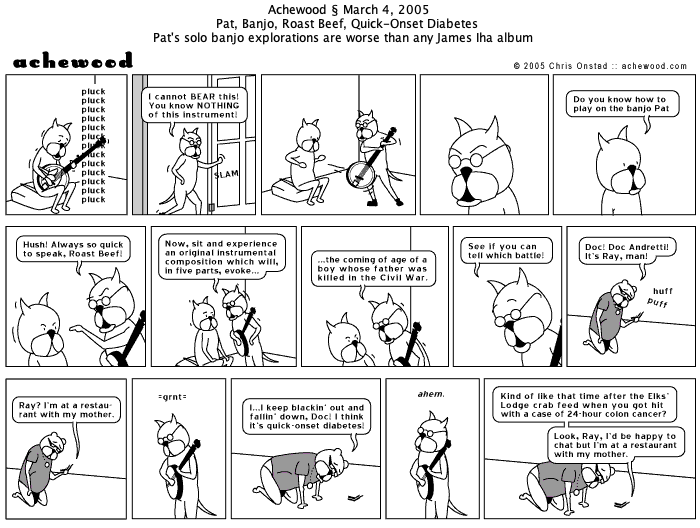 Achewood § March 4, 2005
Pat, Banjo, Roast Beef, Quick-Onset Diabetes
Pat's solo banjo explorations are worse than any James Iha album
achewood
© 2005 Chris Onstad :: achewood.com
pluck
pluck
pluck
pluck
pluck
pluck
pluck
pluck
pluck
pluck
pluck
pluck
pluck
I cannot BEAR this!
You know NOTHING
of this instrument!
SLAM
Do you know how to
play on the banjo Pat
Hush! Always so quick
to speak, Roast Beef!
Now, sit and experience
an original instrumental
composition which will,
in five parts, evoke...
...the coming of age of a
boy whose father was
killed in the Civil War.
See if you can
tell which battle!
Doc! Doc Andretti!
It's Ray, man!
huff
puff
Ray? I'm at a restau-
rant with my mother.
=grnt=
I...I keep blackin' out and
fallin' down, Doc! I think
it's quick-onset diabetes!
ahem.
Kind of like that time after the Elks'
Lodge crab feed when you got hit
with a case of 24-hour colon cancer?
Look, Ray, I'd be happy to
chat but I'm at a restaurant
with my mother.